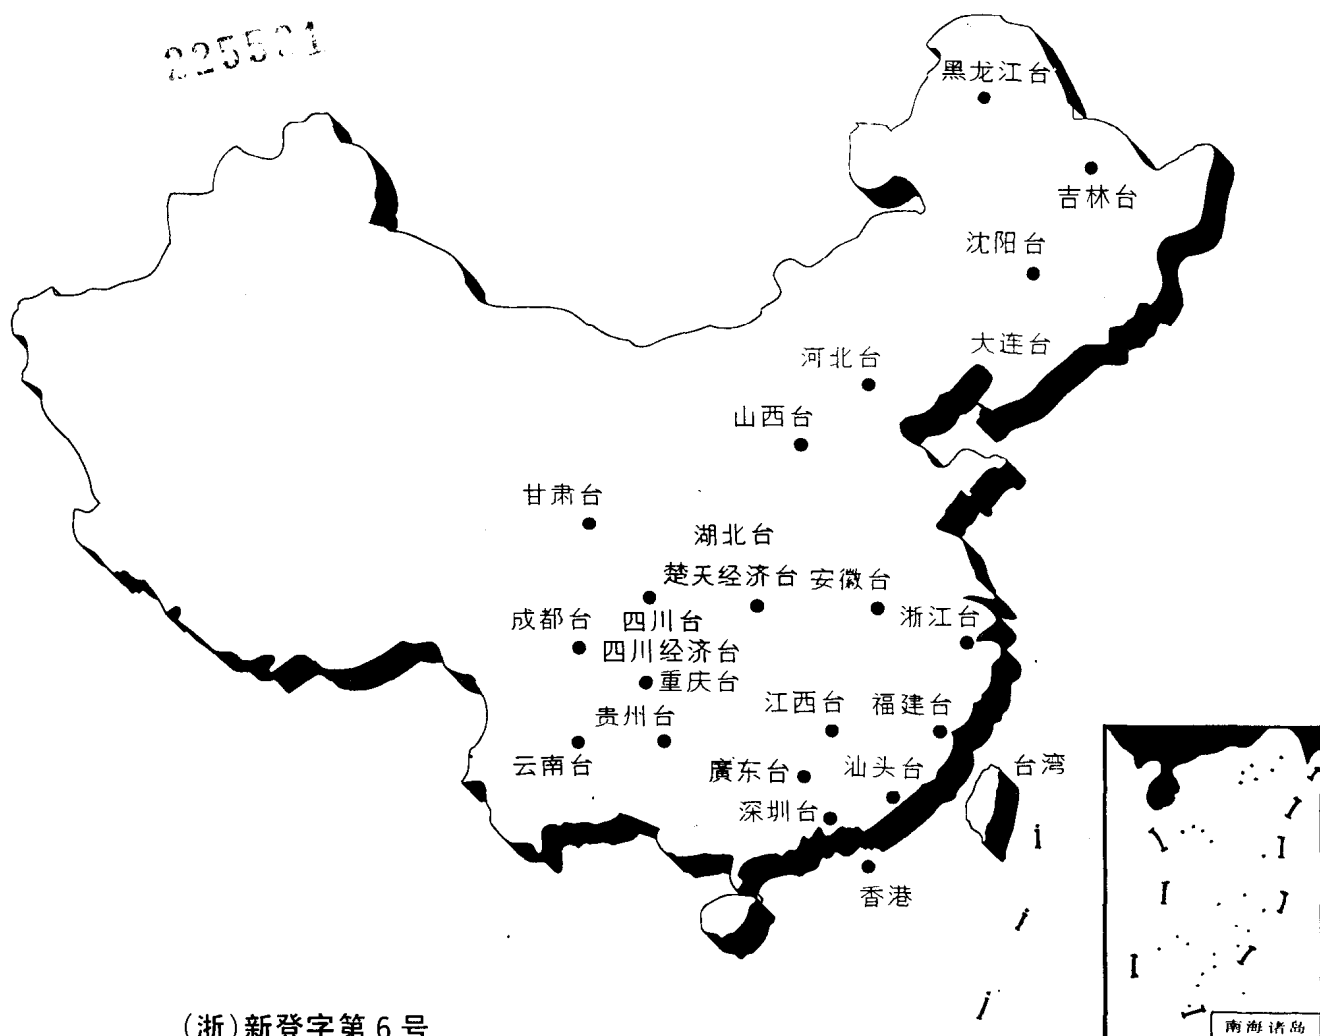 黑龙江台
吉林台
沈阳台
大连台
河北台
山西台
甘肃台
湖北台
楚天经济台
安徽台
成都台
四川台
浙江台
四川经济台
重庆台
江西台
福建台
贵州台
云南台
廣东台
汕头台
台湾
深圳台
香港
南海诸岛
(浙)新登字第6号